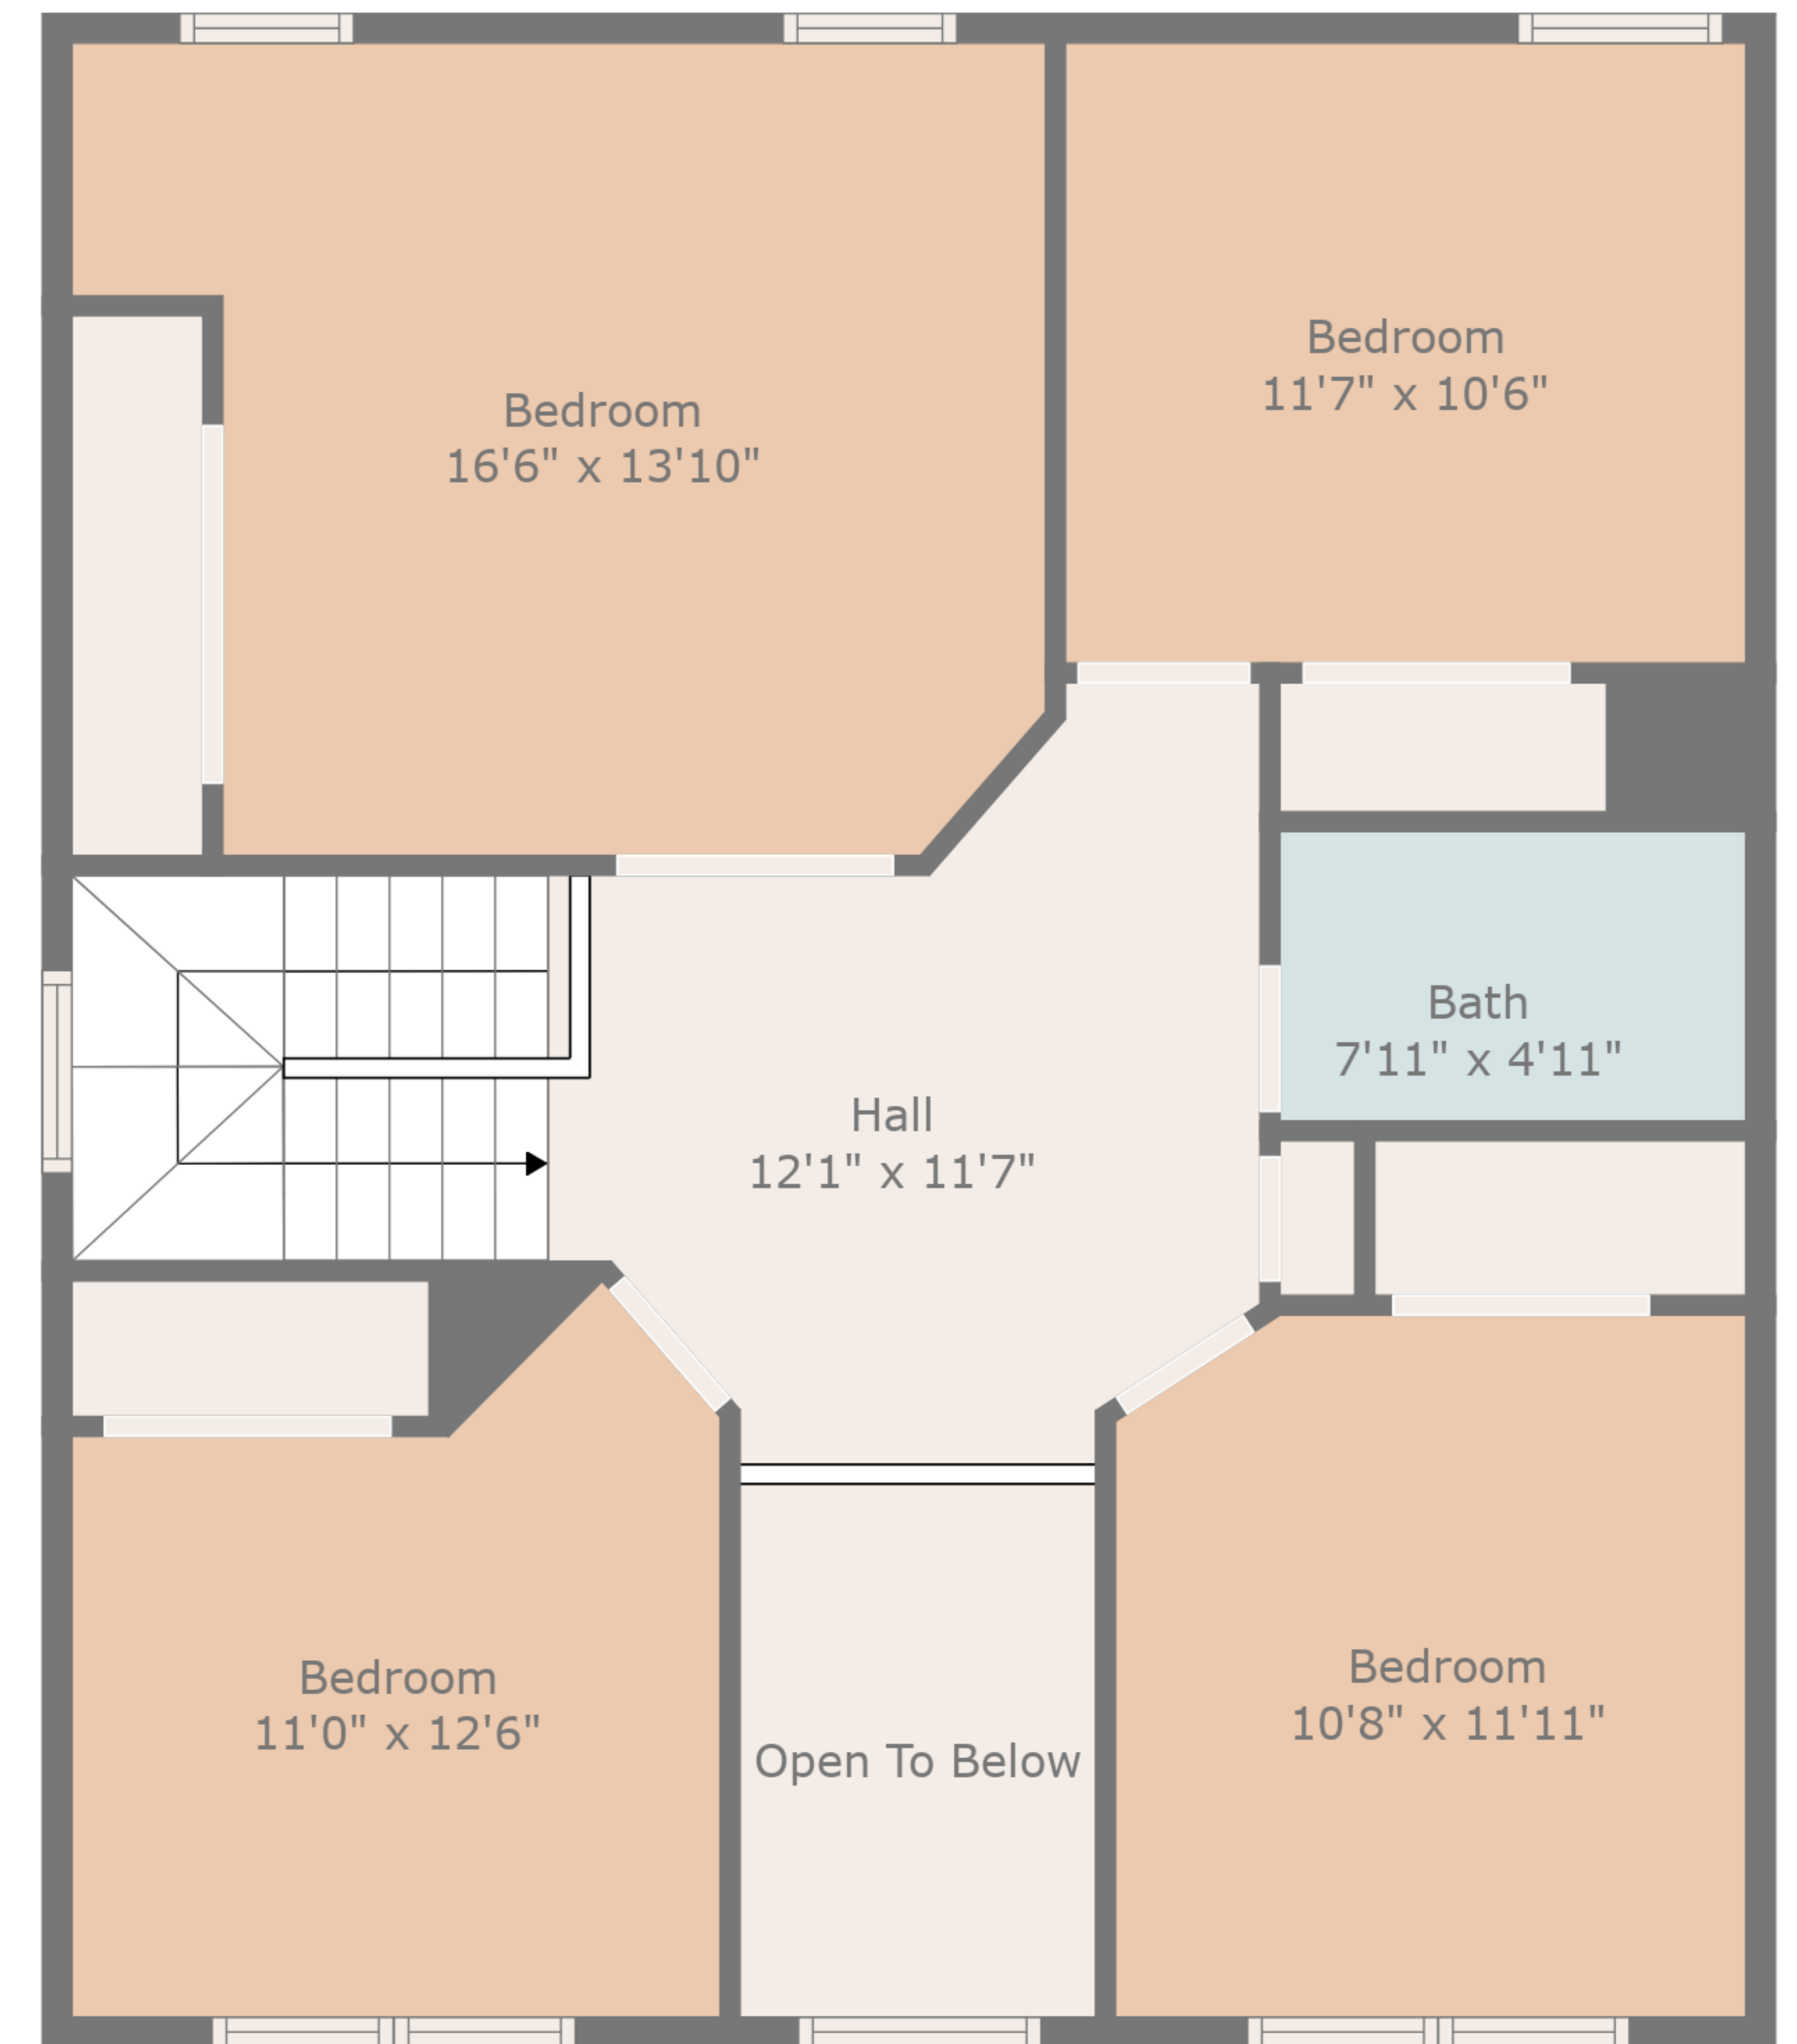 Bedroom
16'6" x 13'10"
Bedroom
11'7" x 10'6"
Bath
7'11" x 4'11"
Hall
12'1" x 11'7"
Bedroom
11'0" x 12'6"
Open To Below
Bedroom
10'8" x 11'11"